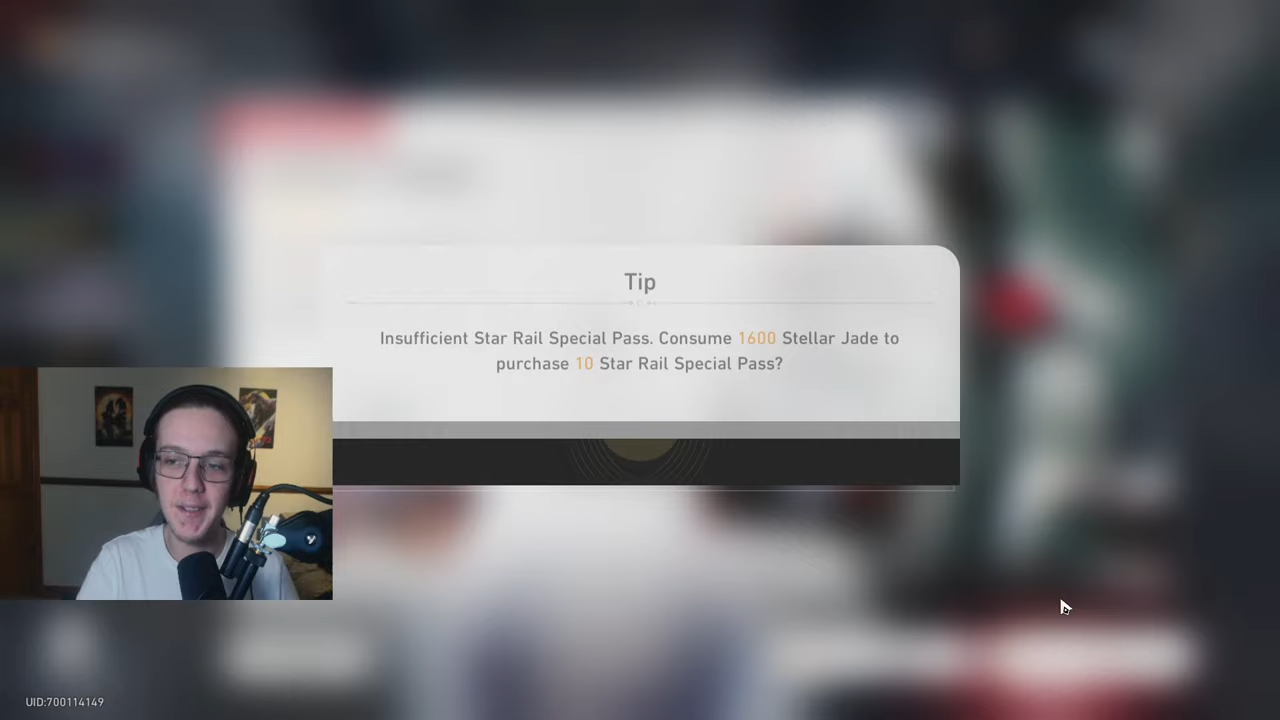 Tip
Insufficient Star Rail Special Pass. Consume 1600 Stellar Jade to
purchase 10 Star Rail Special Pass?
UID:700114149